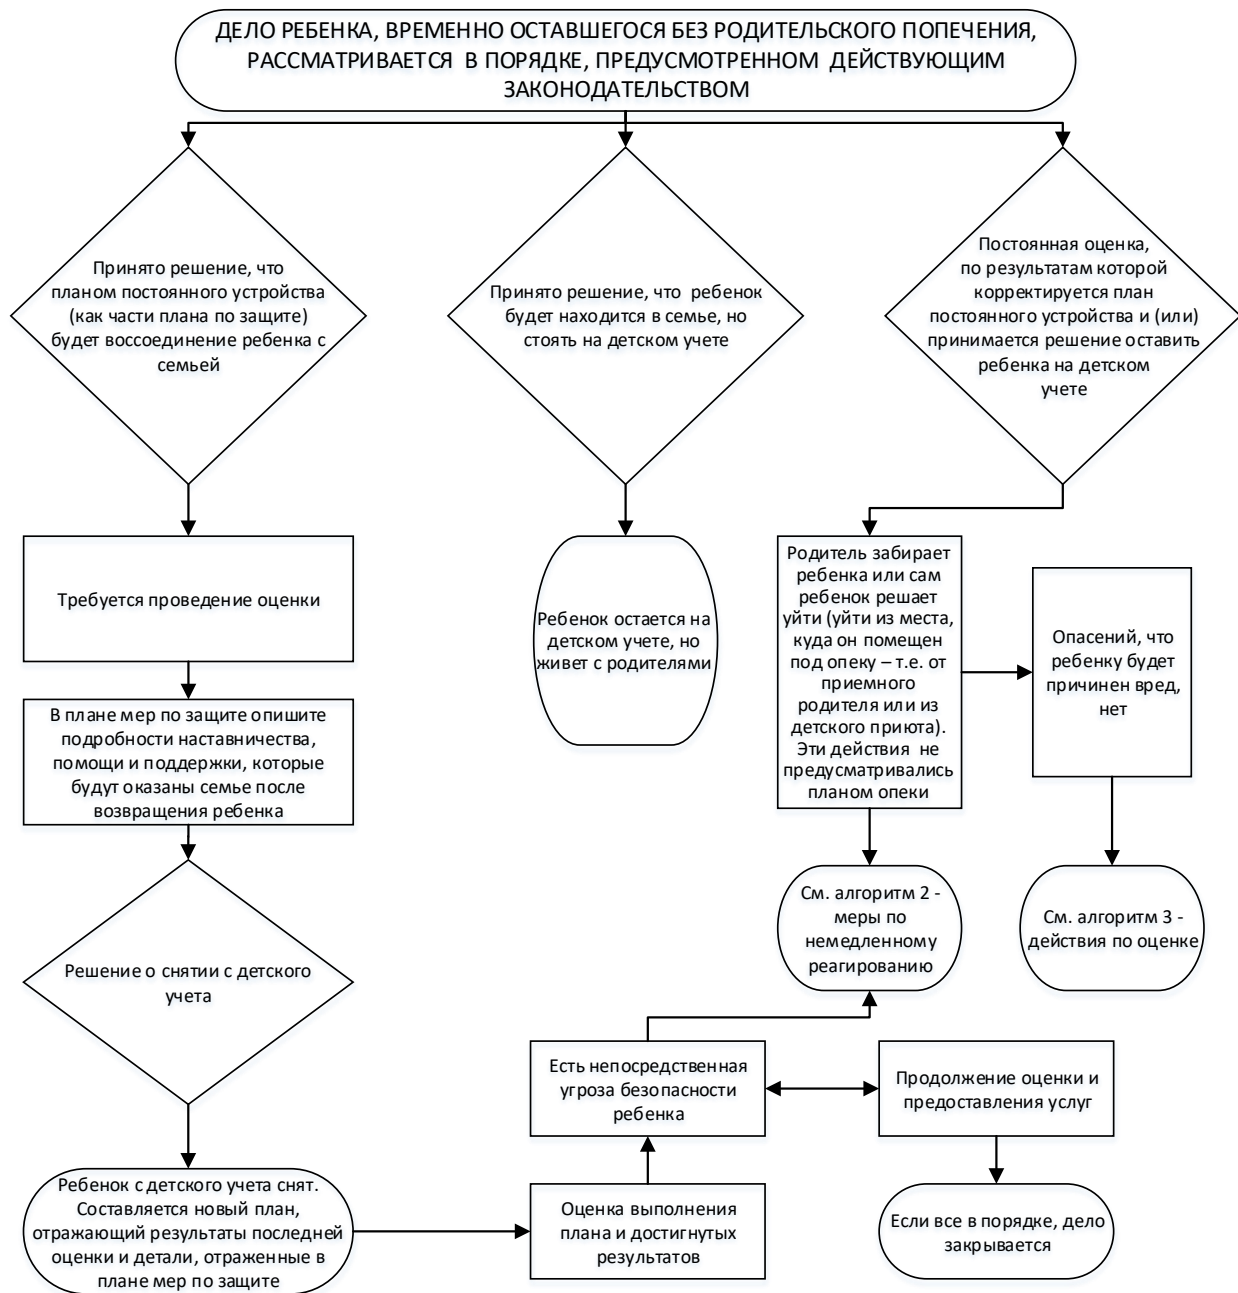 ДЕЛО РЕБЕНКА, ВРЕМЕННО ОСТАВШЕГОСЯ БЕЗ РОДИТЕЛЬСКОГО ПОПЕЧЕНИЯ,
РАССМАТРИВАЕТСЯ В ПОРЯДКЕ, ПРЕДУСМОТРЕННОМ ДЕЙСТВУЮЩИМ
ЗАКОНОДАТЕЛЬСТВОМ
Принято решение, что
планом постоянного устройства
(как части плана по защите)
будет воссоединение ребенка с
семьей
Принято решение, что ребенок
будет находится в семье, но
стоять на детском учете
Постоянная оценка,
по результатам которой
корректируется план
постоянного устройства и (или)
принимается решение оставить
ребенка на детском
учете
Требуется проведение оценки
Ребенок остается на
детском учете, но
живет с родителями
Родитель забирает
ребенка или сам
ребенок решает
уйти (уйти из места,
куда он помещен
под опеку – т.е. от
приемного
родителя или из
детского приюта).
Эти действия не
предусматривались
планом опеки
Опасений, что
ребенку будет
причинен вред,
нет
В плане мер по защите опишите
подробности наставничества,
помощи и поддержки, которые
будут оказаны семье после
возвращения ребенка
См. алгоритм 2 -
меры по
немедленному
реагированию
См. алгоритм 3 -
действия по оценке
Решение о снятии с детского
учета
Есть непосредственная
угроза безопасности
ребенка
Продолжение оценки и
предоставления услуг
Ребенок с детского учета снят.
Составляется новый план,
отражающий результаты последней
оценки и детали, отраженные в
плане мер по защите
Оценка выполнения
плана и достигнутых
результатов
Если все в порядке, дело
закрывается